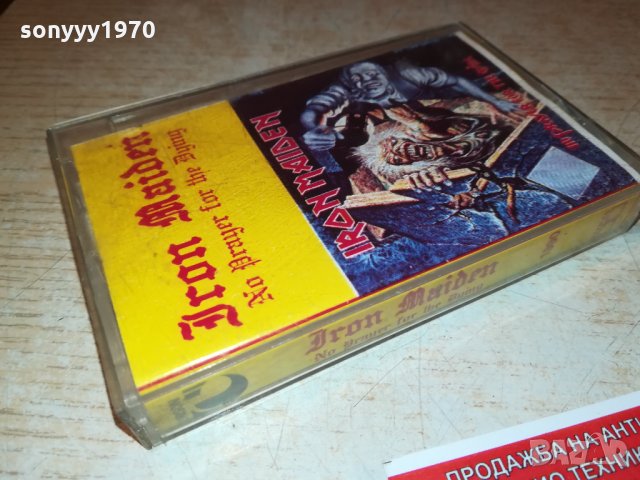 sonyyy1970
Iron Maiden
No Prayer for the Dying
IRON MAIDEN
Iron Maiden
No Prayer for the Dying
ПРОДАЖБА НА АНТИ